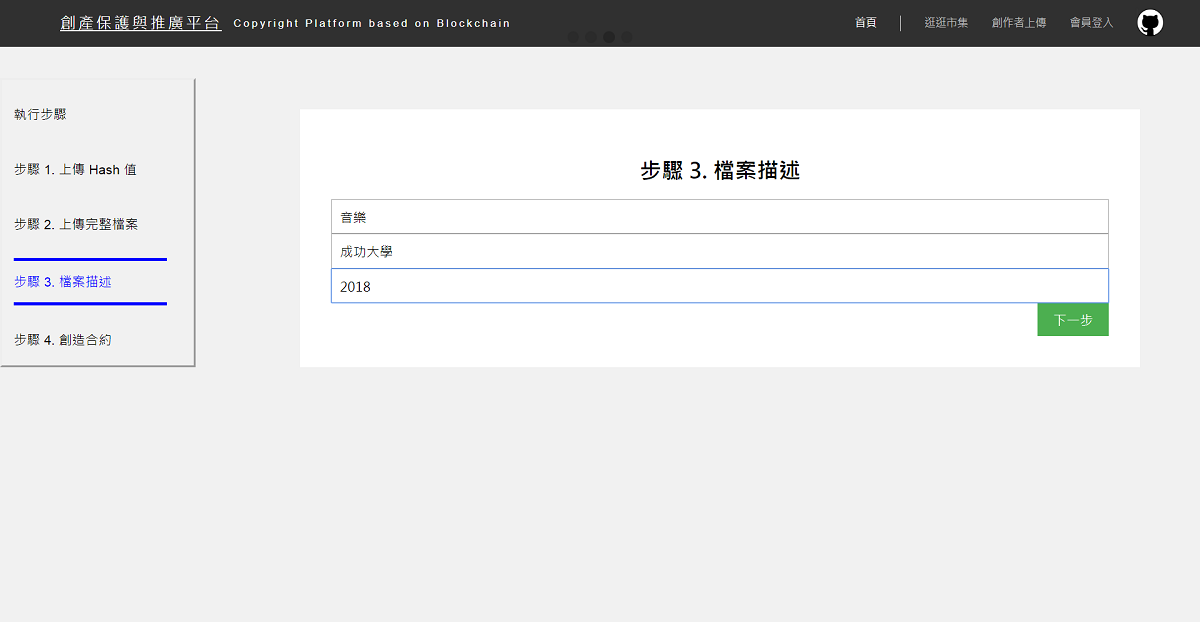 創產保護與推廣平台 Copyright Platform based on Blockchain 首頁 | 逛逛市集 創作者上傳 會員登入
執行步驟
步驟 1. 上傳 Hash 值
步驟 2. 上傳完整檔案
步驟 3. 檔案描述
步驟 4. 創造合約
步驟 3. 檔案描述
音樂
成功大學
2018
下一步